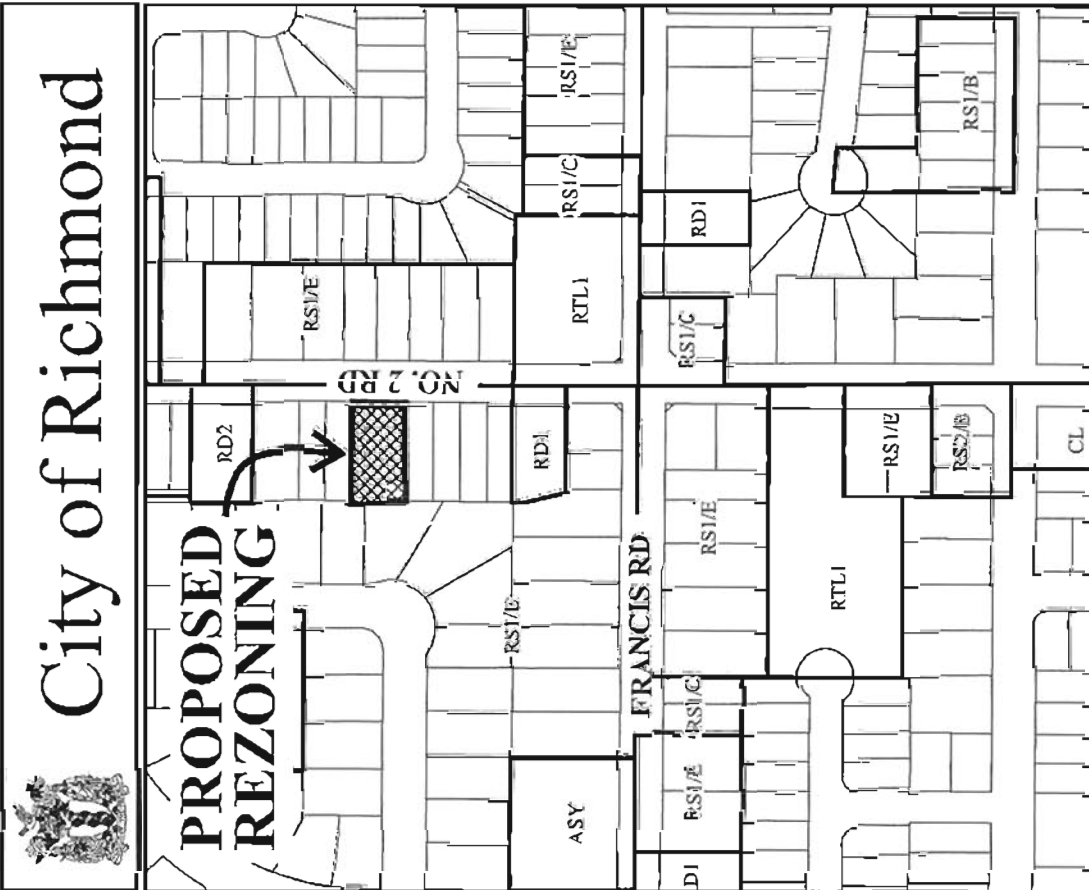 City of Richmond
PROPOSED
REZONING
RD2
RS1/E
NO. 2 RD
RS1/E
RD1
ASY
RTL1
RS1/C
RS1/E
FRANCIS RD
D1
RS1/E
RS1/C
RS1/E
RS1/C
RD1
RTL1
RS1/E
RS2/B
RS1/B
CL